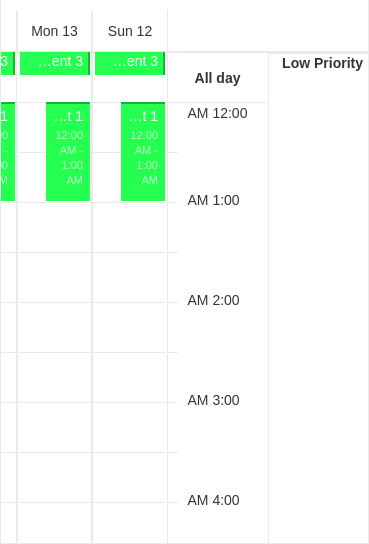 Mon 13 Sun 12
3 …ent 3 …ent 3 All day Low Priority
1 …t 1 …t 1 AM 12:00
0 12:00 12:00
- AM - AM -
0 1:00 1:00
M AM AM
AM 1:00
AM 2:00
AM 3:00
AM 4:00